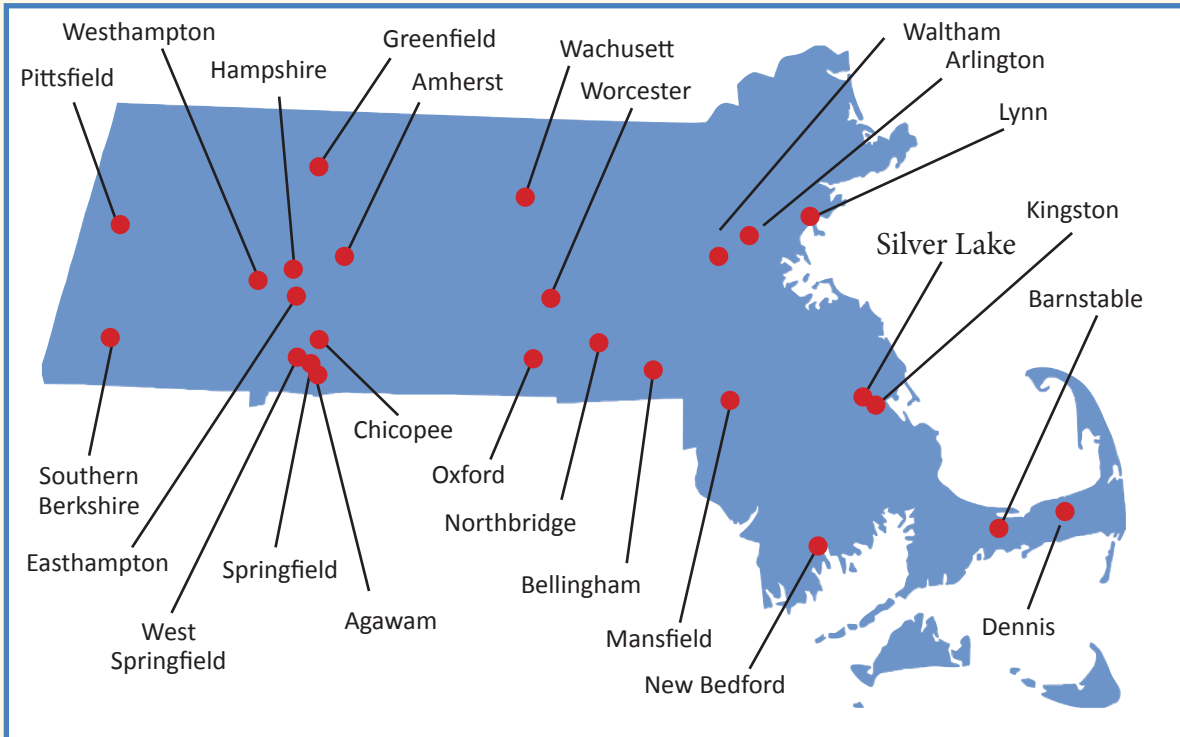 Westhampton
Greenfield
Wachusett
Waltham
Arlington
Pittsfield
Hampshire
Amherst
Worcester
Lynn
Kingston
Silver Lake
Barnstable
Chicopee
Southern
Berkshire
Oxford
Northbridge
Easthampton
Springfield
Bellingham
Agawam
West
Springfield
Mansfield
Dennis
New Bedford